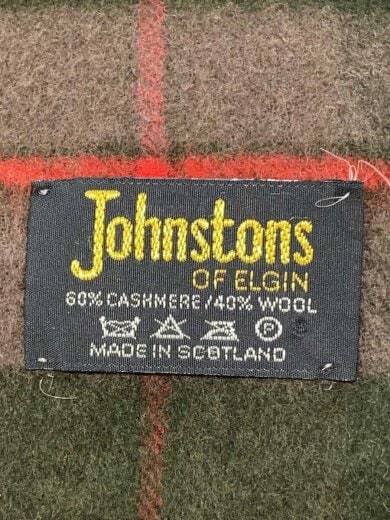 Johnstons
OF ELGIN
60% CASHMERE/40% WOOL
P
MADE IN SCOTLAND